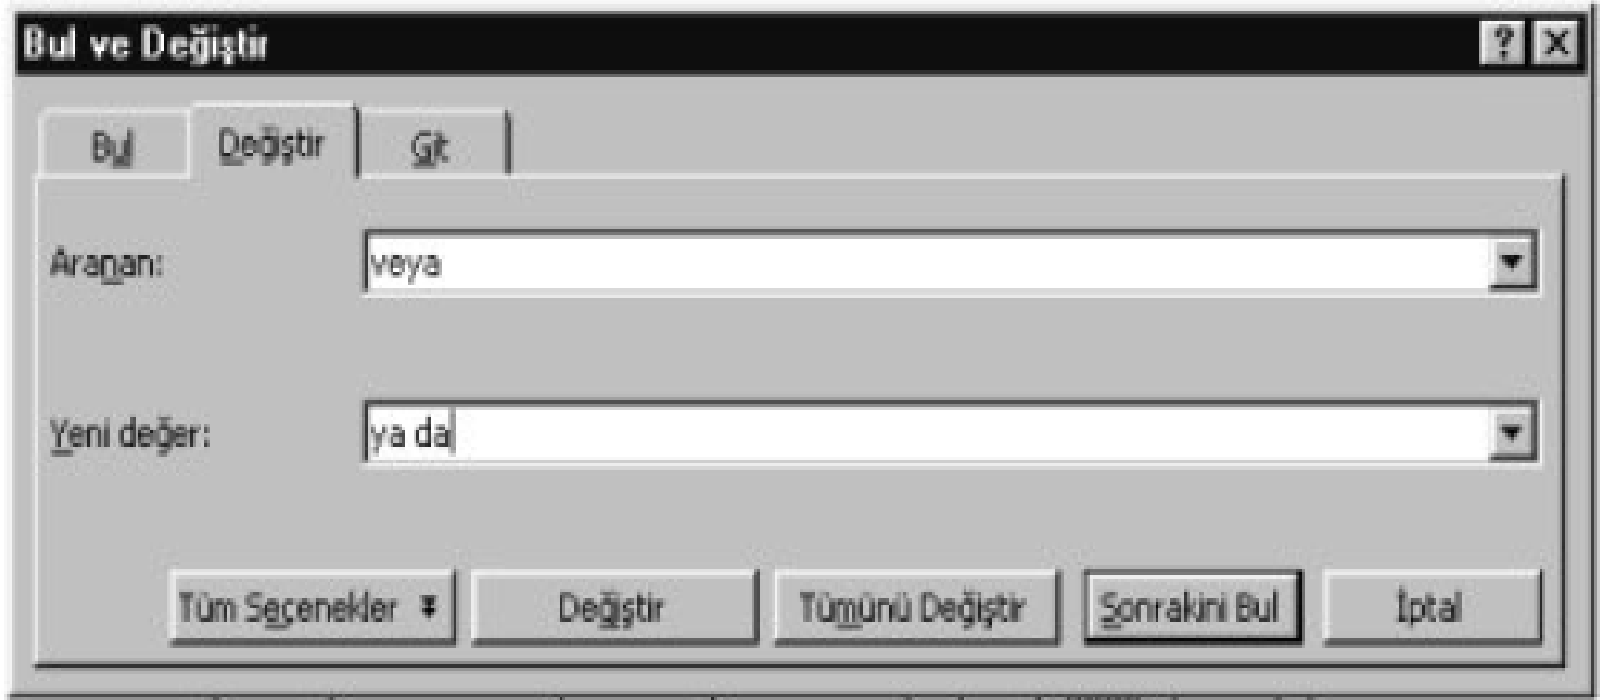 Bul ve Değiştir
Bul Değiştir Git
Aranan: veya
Yeni değer: ya da
Tüm Seçenekler Değiştir Tümünü Değiştir Sonrakini Bul İptal